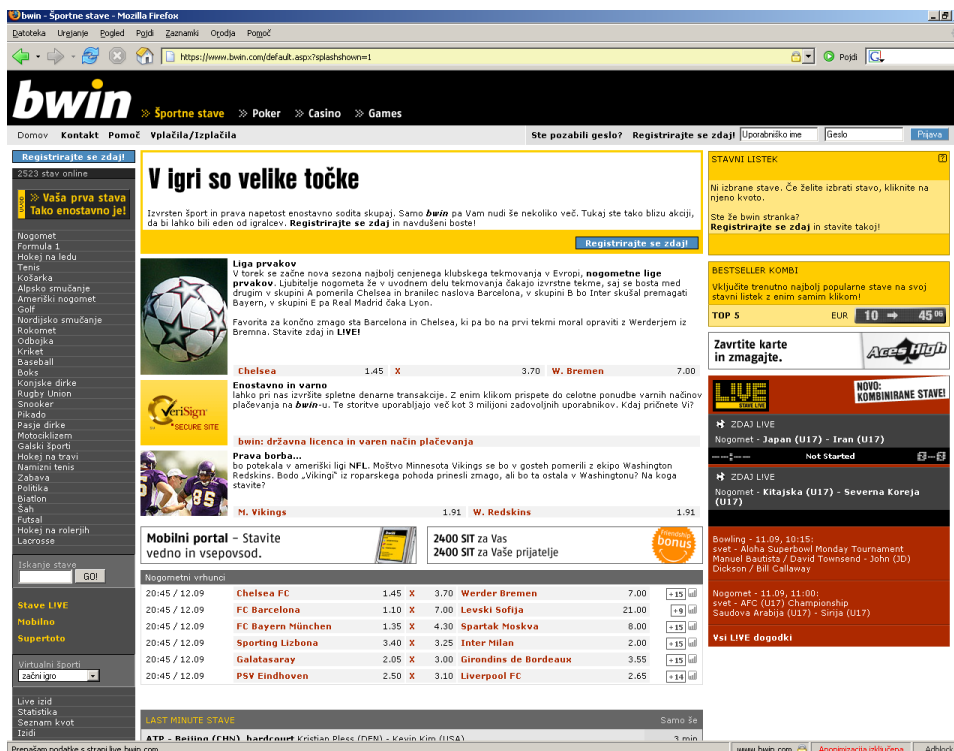 bwin - Športne stave - Mozilla Firefox
Datoteka Urejanje Pogled Pojdi Zaznamki Orodja Pomoč
https://www.bwin.com/default.aspx?splashshown=1
Pojdi
bwin
Športne stave Poker Casino Games
Domov Kontakt Pomoč Vplačila/Izplačila
Ste pozabili geslo? Registrirajte se zdaj! Uporabniško ime Geslo Prijava
Registrirajte se zdaj!
2523 stav online
Vaša prva stava
Tako enostavno je!
Nogomet
Formula 1
Hokej na ledu
Tenis
Košarka
Alpsko smučanje
Ameriški nogomet
Golf
Nordijsko smučanje
Rokomet
Odbojka
Kriket
Baseball
Boks
Konjske dirke
Rugby Union
Snooker
Pikado
Pasje dirke
Motociklizem
Galski športi
Hokej na travi
Namizni tenis
Zabava
Politika
Biatlon
Šah
Futsal
Hokej na rolerjih
Lacrosse
Iskanje stave
GO!
Stave L!VE
Mobilno
Supertoto
Virtualni športi
začni igro
Live izid
Statistika
Seznam kvot
Izidi
V igri so velike točke
Izvrsten šport in prava napetost enostavno sodita skupaj. Samo bwin pa Vam nudi še nekoliko več. Tukaj ste tako blizu akciji,
da bi lahko bili eden od igralcev. Registrirajte se zdaj in navdušeni boste!
Registrirajte se zdaj!
Liga prvakov
V torek se začne nova sezona najbolj cenjenega klubskega tekmovanja v Evropi, nogometne lige
prvakov. Ljubitelje nogometa že v uvodnem delu tekmovanja čakajo izvrstne tekme, saj se bosta med
drugim v skupini A pomerila Chelsea in branilec naslova Barcelona, v skupini B bo Inter skušal premagati
Bayern, v skupini E pa Real Madrid čaka Lyon.
Favorita za končno zmago sta Barcelona in Chelsea, ki pa bo na prvi tekmi moral opraviti z Werderjem iz
Bremna. Stavite zdaj in L!VE!
Chelsea 1.45 X 3.70 W. Bremen 7.00
VeriSign
SECURE SITE
Enostavno in varno
lahko pri nas izvršite spletne denarne transakcije. Z enim klikom prispete do celotne ponudbe varnih načinov
plačevanja na bwin-u. Te storitve uporabljajo več kot 3 milijoni zadovoljnih uporabnikov. Kdaj pričnete Vi?
bwin: državna licenca in varen način plačevanja
Prava borba...
bo potekala v ameriški ligi NFL. Moštvo Minnesota Vikings se bo v gosteh pomerili z ekipo Washington
Redskins. Bodo „Vikingi" iz roparskega pohoda prinesli zmago, ali bo ta ostala v Washingtonu? Na koga
stavite?
M. Vikings 1.91 W. Redskins 1.91
Mobilni portal – Stavite
vedno in vsepovsod.
2400 SIT za Vas
2400 SIT za Vaše prijatelje
Friendship
bonus
Nogometni vrhunci
20:45 / 12.09 Chelsea FC 1.45 X 3.70 Werder Bremen 7.00 +15
20:45 / 12.09 FC Barcelona 1.10 X 7.00 Levski Sofija 21.00 +9
20:45 / 12.09 FC Bayern München 1.35 X 4.30 Spartak Moskva 8.00 +15
20:45 / 12.09 Sporting Lizbona 3.40 X 3.25 Inter Milan 2.00 +15
20:45 / 12.09 Galatasaray 2.05 X 3.00 Girondins de Bordeaux 3.55 +15
20:45 / 12.09 PSV Eindhoven 2.50 X 3.10 Liverpool FC 2.65 +14
LAST MINUTE STAVE Samo še
ATP - Beijing (CHN), hardcourt Kristian Pless (DEN) - Kevin Kim (USA) 3 min
STAVNI LISTEK
Ni izbrane stave. Če želite izbrati stavo, kliknite na
njeno kvoto.
Ste že bwin stranka?
Registrirajte se zdaj in stavite takoj!
BESTSELLER KOMBI
Vključite trenutno najbolj popularne stave na svoj
stavni listek z enim samim klikom!
TOP 5 EUR 10 45 06
Zavrtite karte
in zmagajte.
Aces High
L!VE
STAVE LIVE
NOVO:
KOMBINIRANE STAVE!
ZDAJ L!VE
Nogomet - Japan (U17) - Iran (U17)
--:-- Not Started
ZDAJ L!VE
Nogomet - Kitajska (U17) - Severna Koreja
(U17)
Bowling - 11.09, 10:15:
svet - Aloha Superbowl Monday Tournament
Manuel Bautista / David Townsend - John (JD)
Dickson / Bill Callaway
Nogomet - 11.09, 11:00:
svet - AFC (U17) Championship
Saudova Arabija (U17) - Sirija (U17)
Vsi L!VE dogodki
Prenašam podatke s strani live.bwin.com... www.bwin.com Anonimizacija izključena Adblock